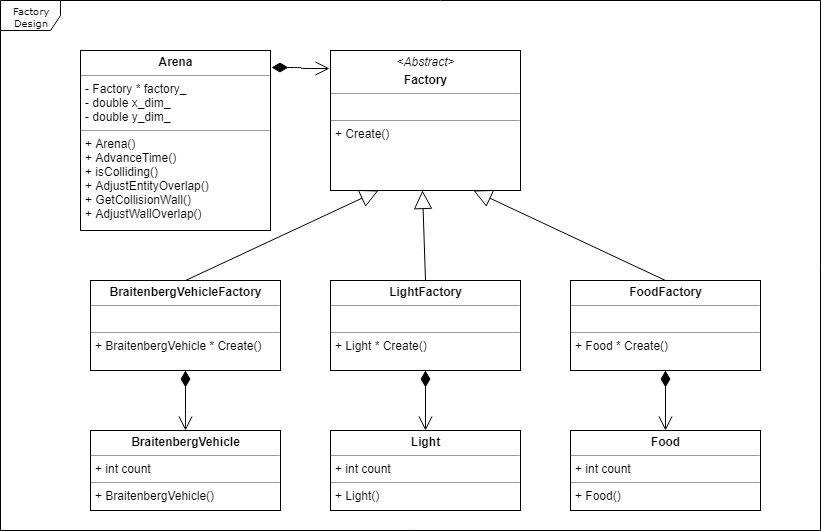 Factory
Design
Arena
- Factory * factory_
- double x_dim_
- double y_dim_
+ Arena()
+ AdvanceTime()
+ isColliding()
+ AdjustEntityOverlap()
+ GetCollisionWall()
+ AdjustWallOverlap()
<Abstract>
Factory
+ Create()
BraitenbergVehicleFactory
+ BraitenbergVehicle * Create()
LightFactory
+ Light * Create()
FoodFactory
+ Food * Create()
BraitenbergVehicle
+ int count
+ BraitenbergVehicle()
Light
+ int count
+ Light()
Food
+ int count
+ Food()